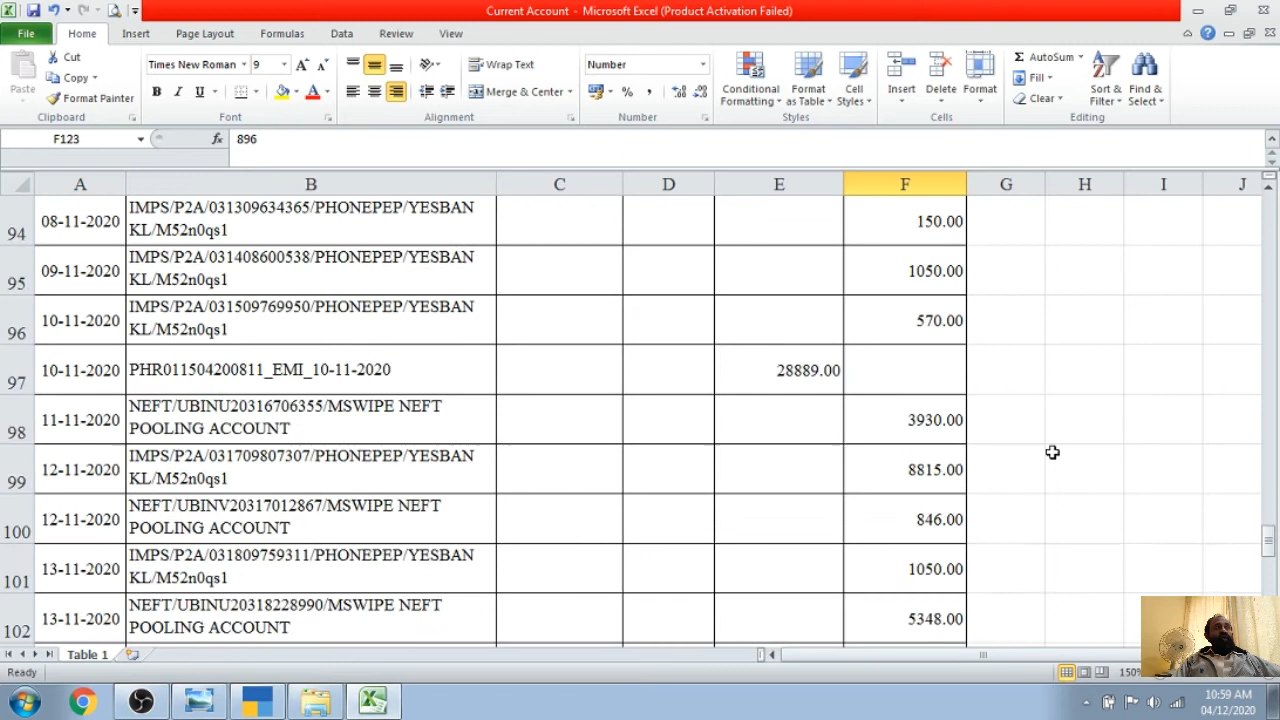 Current Account - Microsoft Excel (Product Activation Failed)
File Home Insert Page Layout Formulas Data Review View
Cut
Copy
Format Painter
Paste
Clipboard
Times New Roman 9
B I U
Font
Wrap Text
Merge & Center
Alignment
Number
Number
Conditional Formatting
Format as Table
Cell Styles
Styles
Insert Delete Format
Cells
Σ AutoSum
Fill
Clear
Sort & Filter
Find & Select
Editing
F123 fx 896
A B C D E F G H I J
94 08-11-2020 IMPS/P2A/031309634365/PHONEPEP/YESBAN 150.00
KL/M52n0qs1
95 09-11-2020 IMPS/P2A/031408600538/PHONEPEP/YESBAN 1050.00
KL/M52n0qs1
96 10-11-2020 IMPS/P2A/031509769950/PHONEPEP/YESBAN 570.00
KL/M52n0qs1
97 10-11-2020 PHR011504200811_EMI_10-11-2020 28889.00
98 11-11-2020 NEFT/UBINU20316706355/MSWIPE NEFT 3930.00
POOLING ACCOUNT
99 12-11-2020 IMPS/P2A/031709807307/PHONEPEP/YESBAN 8815.00
KL/M52n0qs1
100 12-11-2020 NEFT/UBINV20317012867/MSWIPE NEFT 846.00
POOLING ACCOUNT
101 13-11-2020 IMPS/P2A/031809759311/PHONEPEP/YESBAN 1050.00
KL/M52n0qs1
102 13-11-2020 NEFT/UBINU20318228990/MSWIPE NEFT 5348.00
POOLING ACCOUNT
Table 1
Ready 150%
10:59 AM
04/12/2020